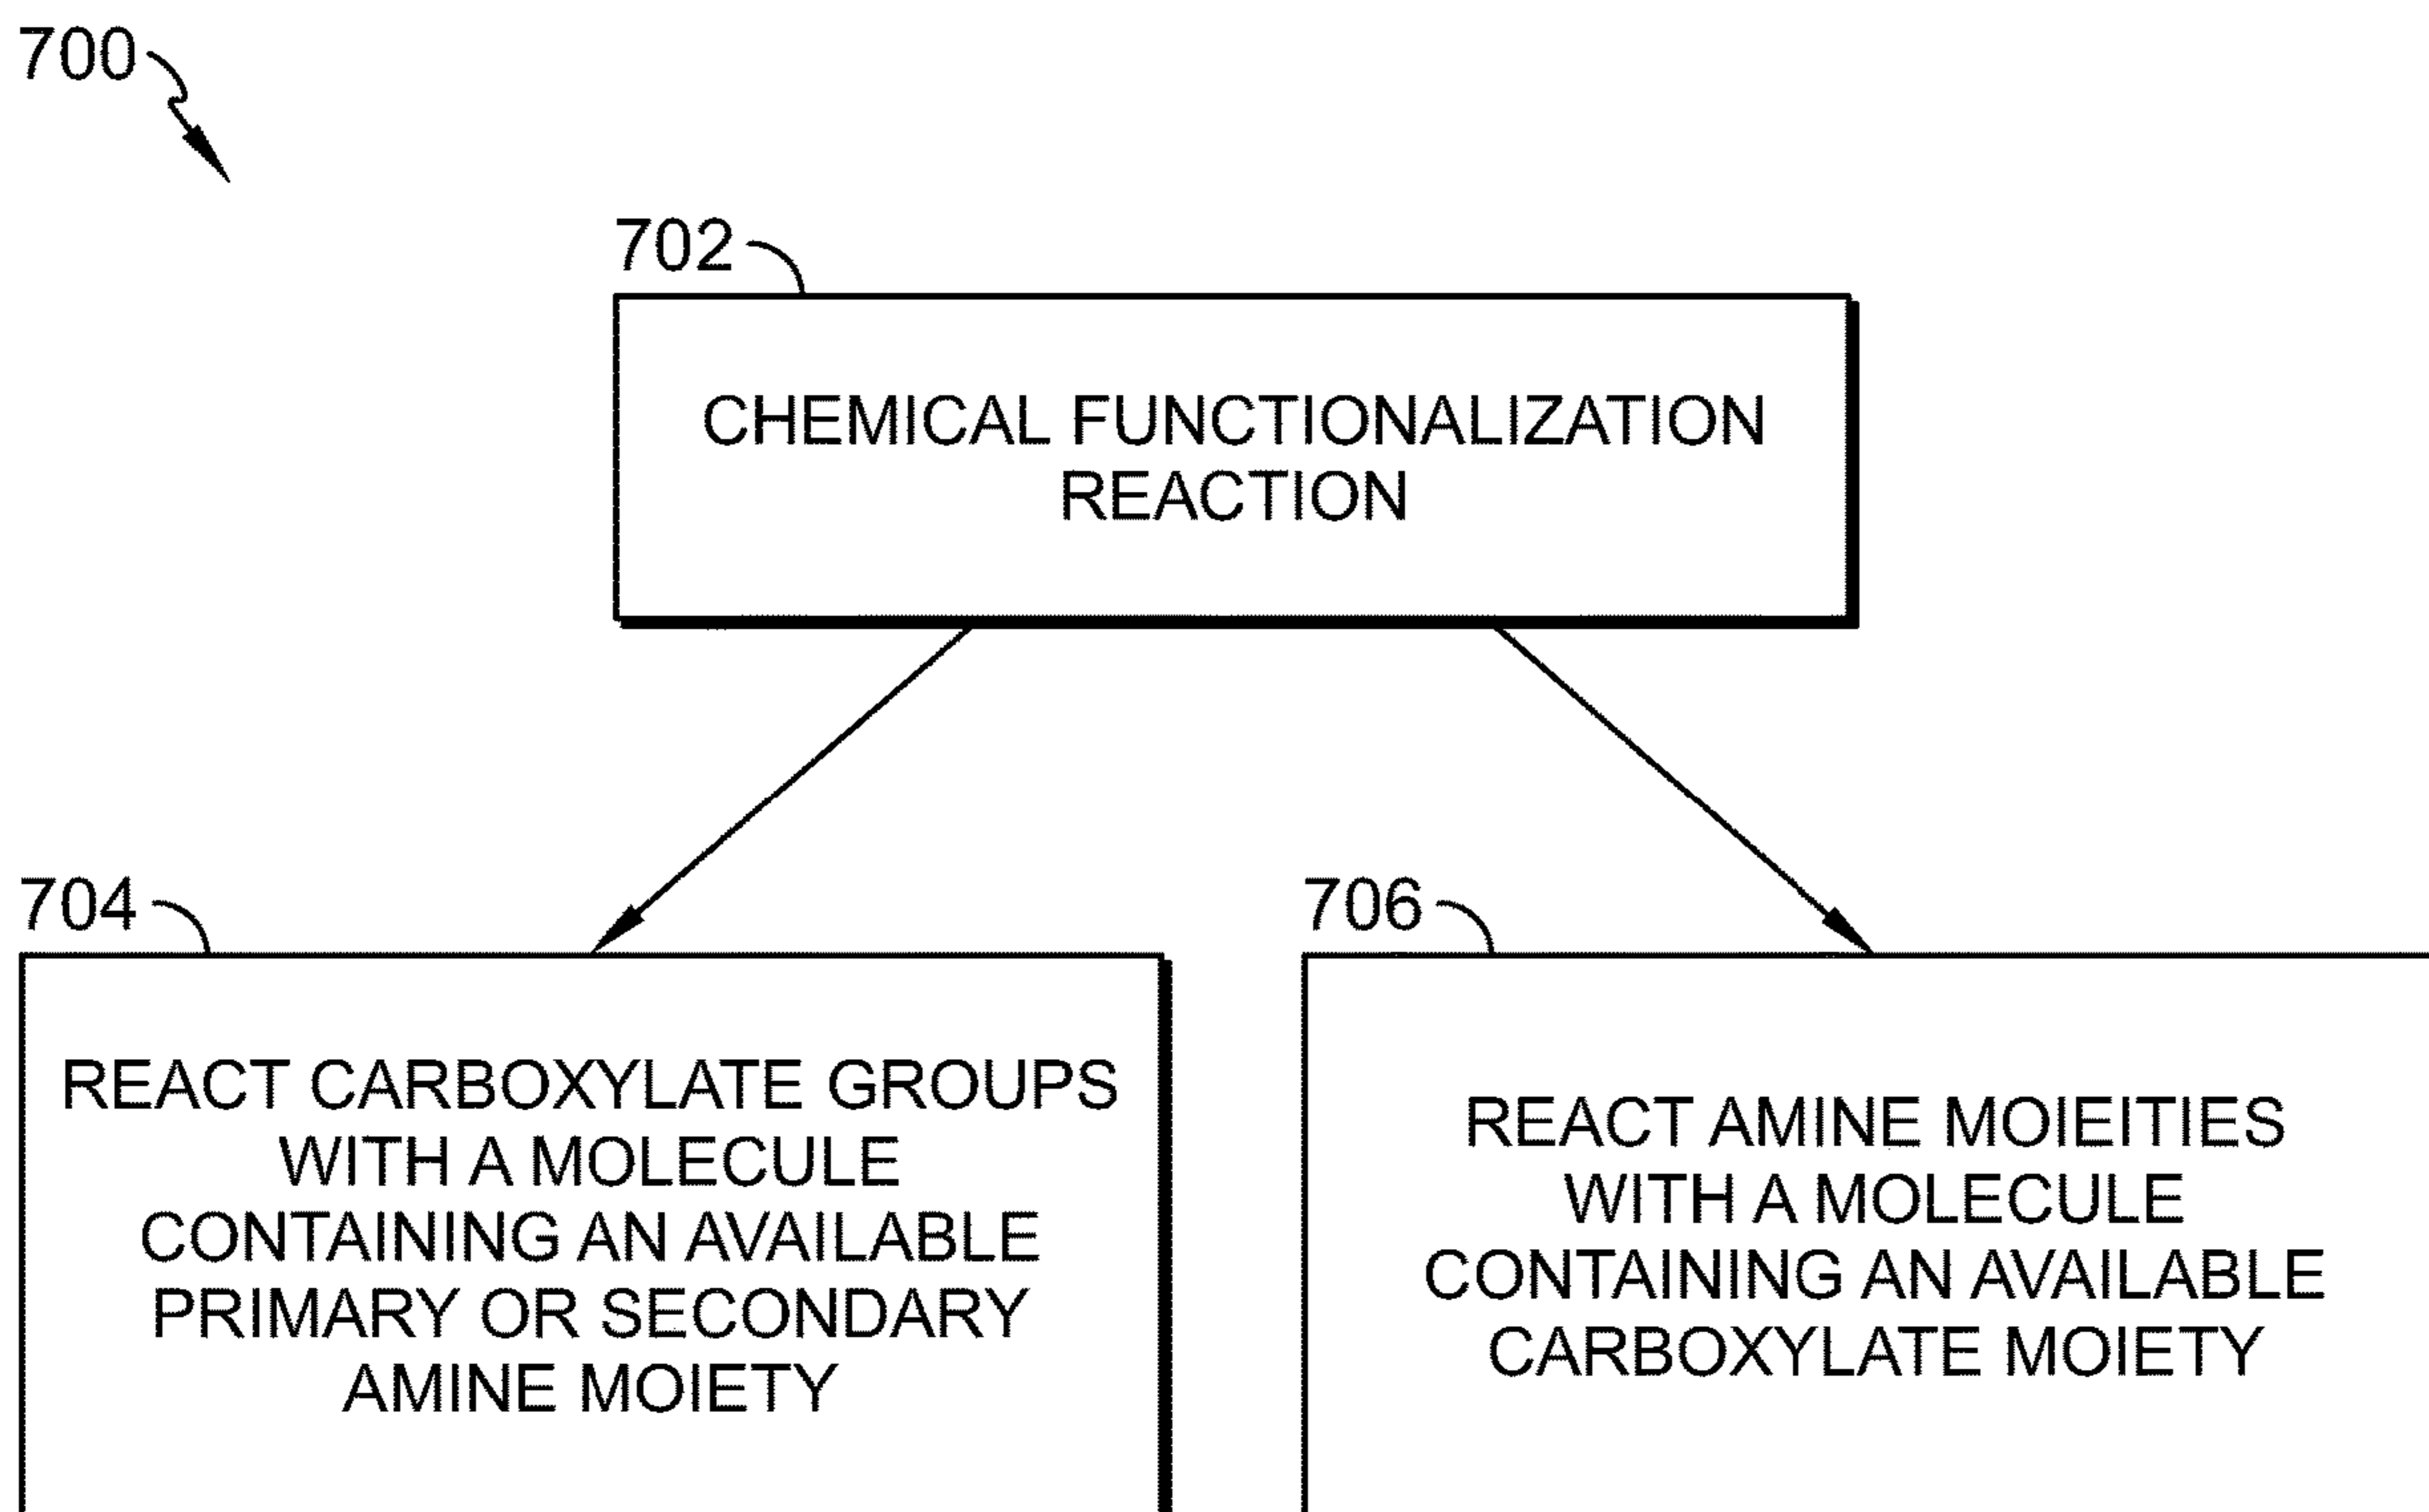 700
702
CHEMICAL FUNCTIONALIZATION
REACTION
704
REACT CARBOXYLATE GROUPS
WITH A MOLECULE
CONTAINING AN AVAILABLE
PRIMARY OR SECONDARY
AMINE MOIETY
706
REACT AMINE MOIEITIES
WITH A MOLECULE
CONTAINING AN AVAILABLE
CARBOXYLATE MOIETY